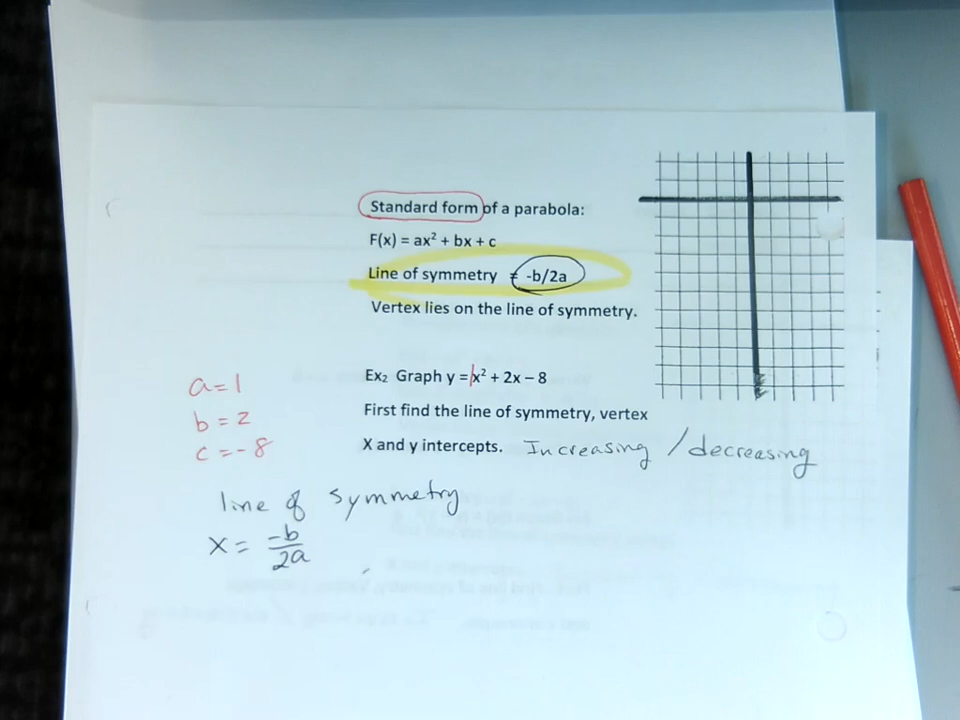 Standard form of a parabola:
F(x) = ax² + bx + c
Line of symmetry = -b/2a
Vertex lies on the line of symmetry.
Ex2 Graph y = 1x² + 2x – 8
First find the line of symmetry, vertex
X and y intercepts. Increasing / decreasing
a = 1
b = 2
c = -8
line of symmetry
x = -b/2a